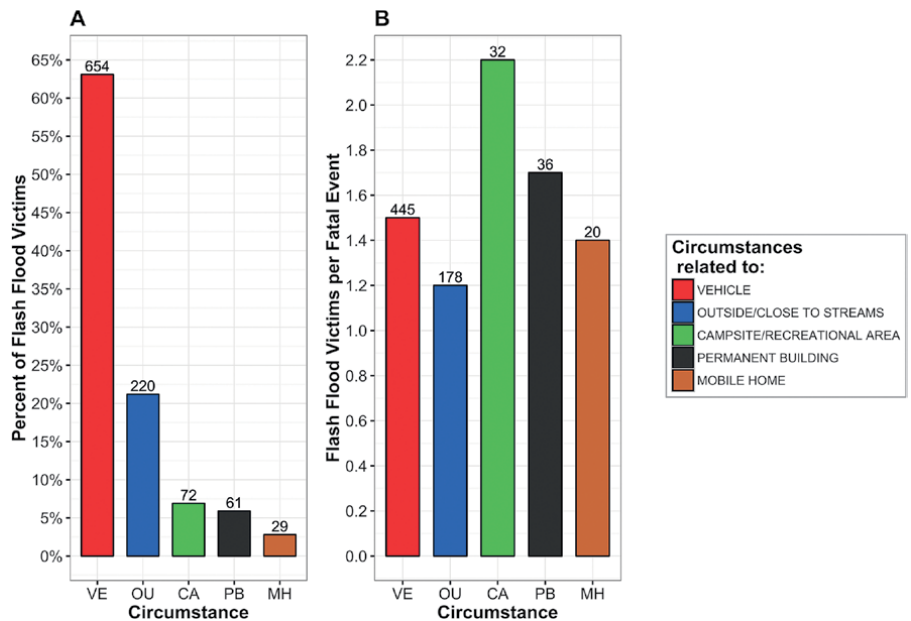 A
Percent of Flash Flood Victims
65%
60%
55%
50%
45%
40%
35%
30%
25%
20%
15%
10%
5%
0%
654
220
72
61
29
VE OU CA PB MH
Circumstance
B
Flash Flood Victims per Fatal Event
2.2
2.0
1.8
1.6
1.4
1.2
1.0
0.8
0.6
0.4
0.2
0.0
445
178
32
36
20
VE OU CA PB MH
Circumstance
Circumstances
related to:
VEHICLE
OUTSIDE/CLOSE TO STREAMS
CAMPSITE/RECREATIONAL AREA
PERMANENT BUILDING
MOBILE HOME